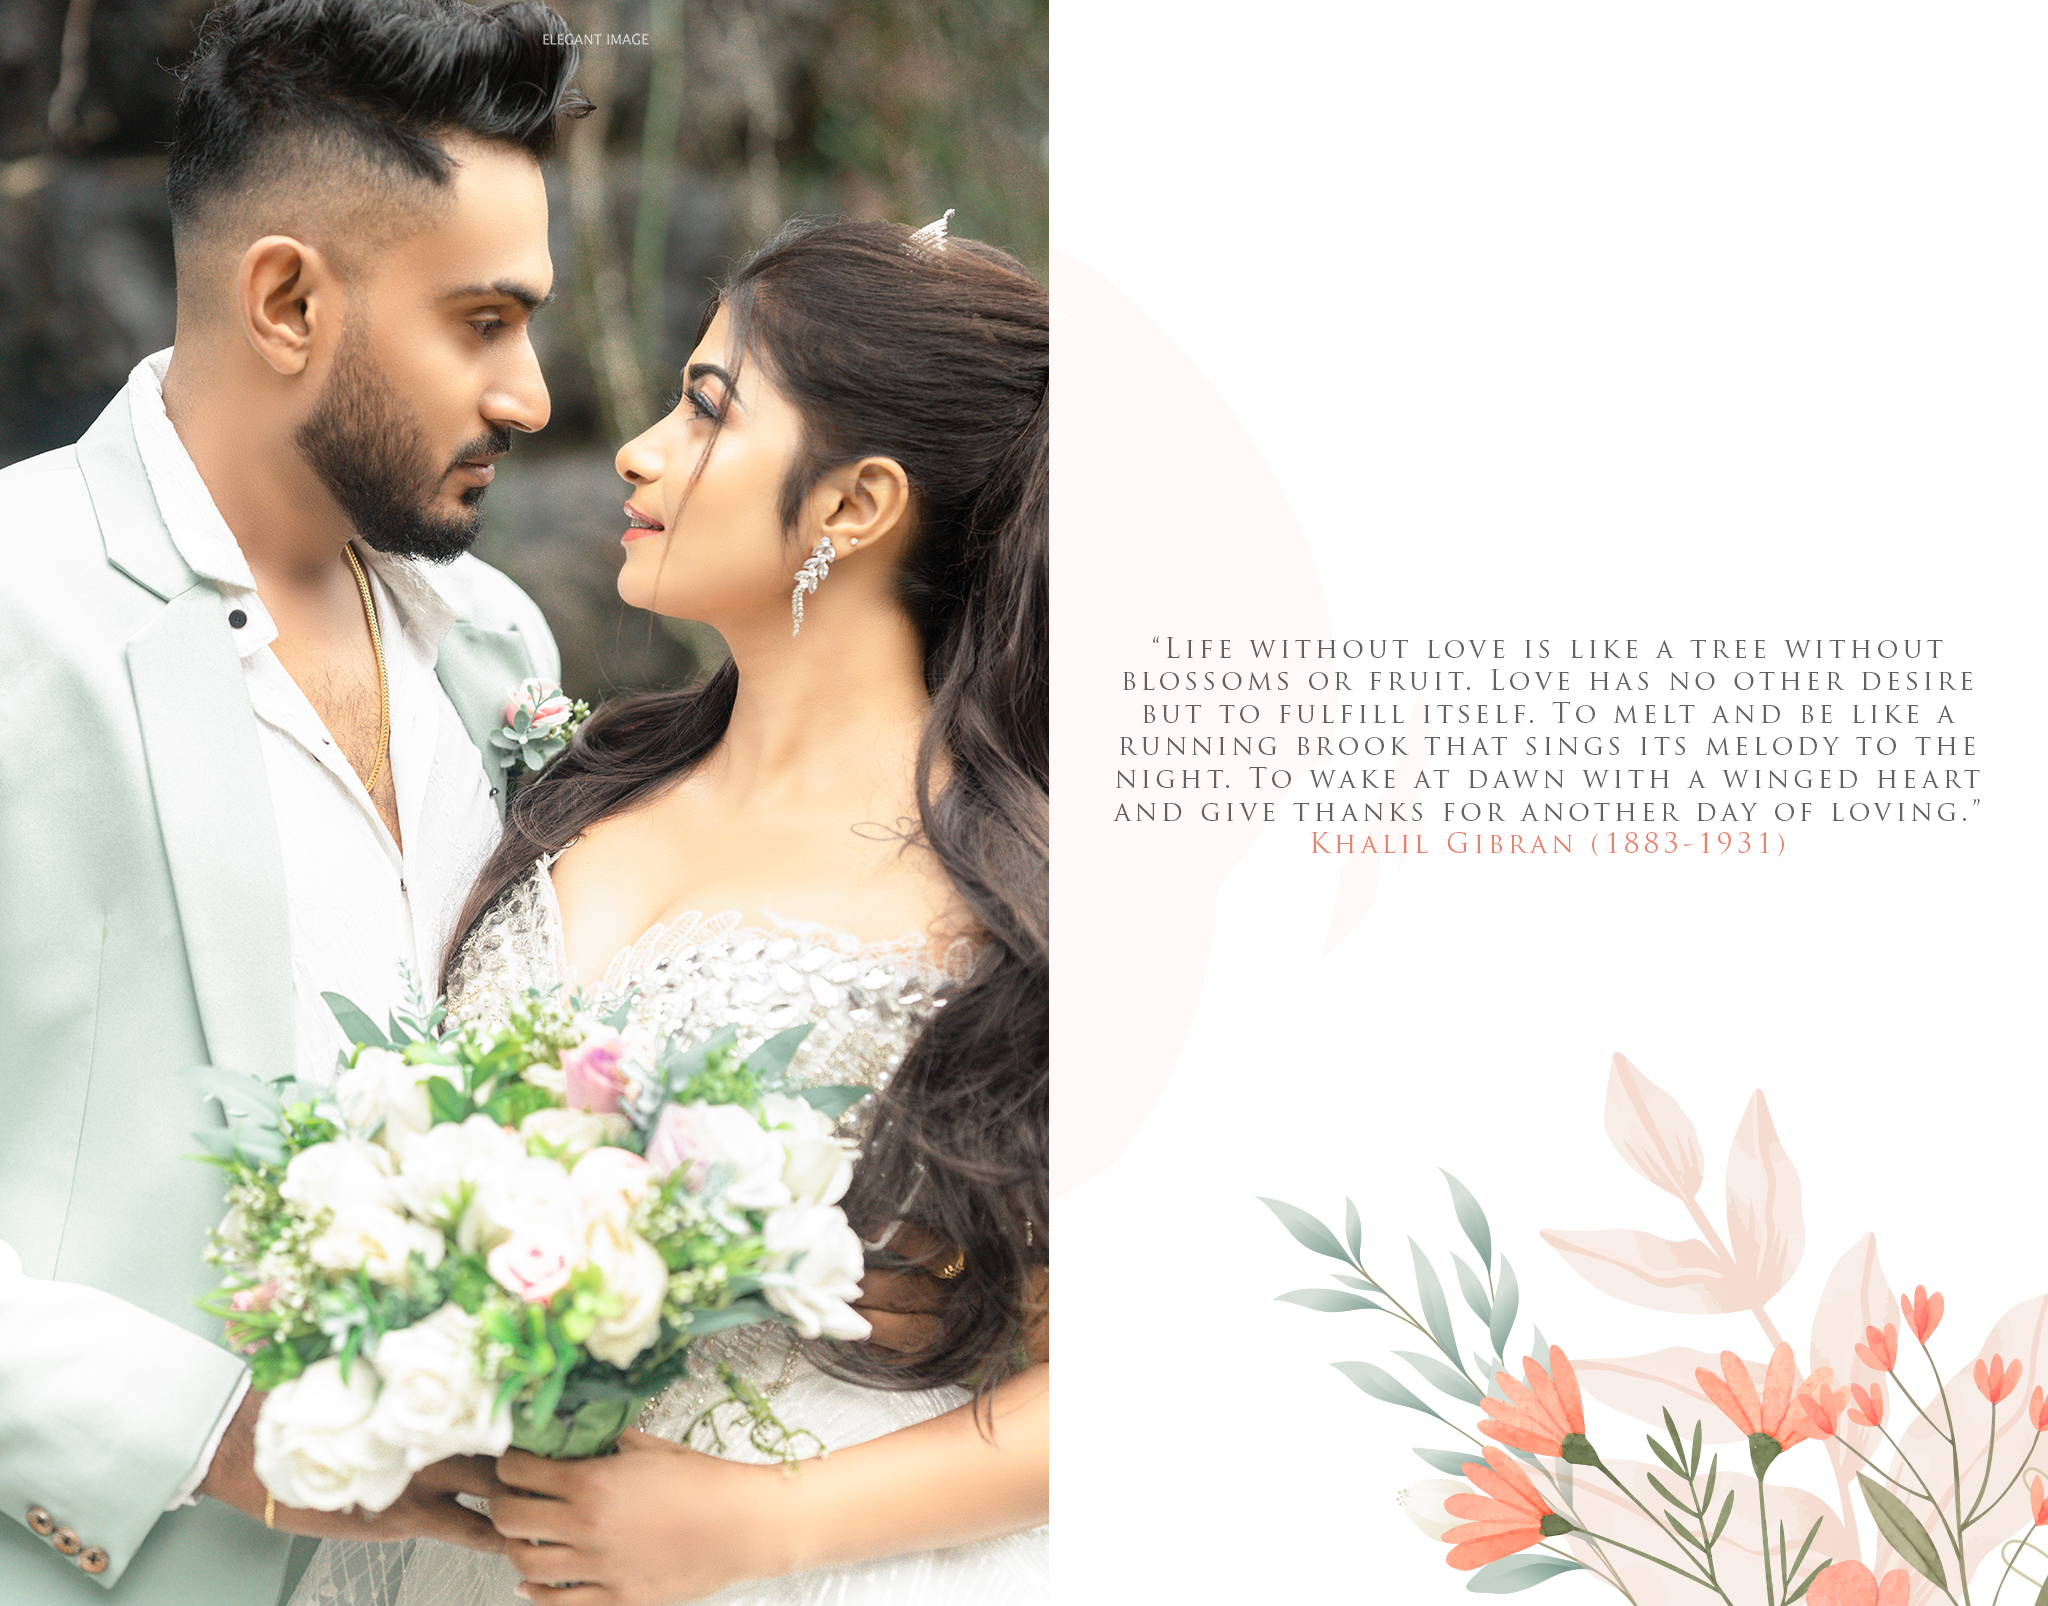 ELEGANT IMAGE
“Life without love is like a tree without
blossoms or fruit. Love has no other desire
but to fulfill itself. To melt and be like a
running brook that sings its melody to the
night. To wake at dawn with a winged heart
and give thanks for another day of loving.”
Khalil Gibran (1883-1931)